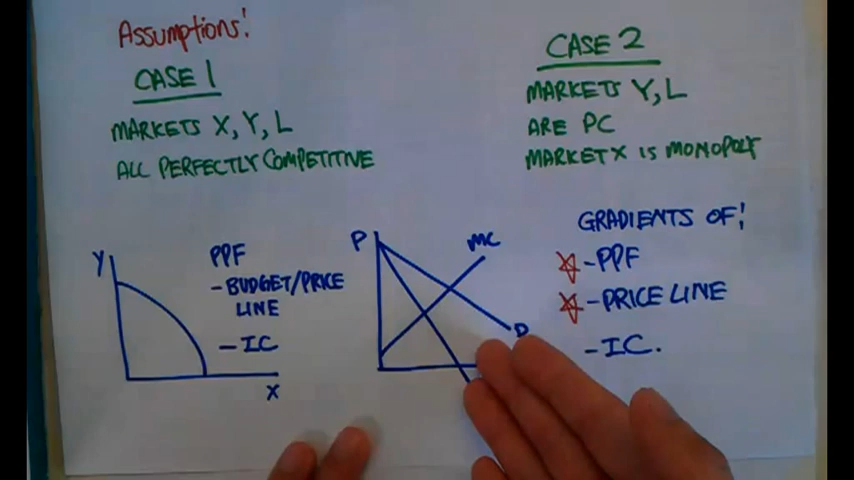 Assumptions!
CASE 1
MARKETS X, Y, L
ALL PERFECTLY COMPETITIVE
CASE 2
MARKETS Y, L
ARE PC
MARKET X IS MONOPOLY
Y
PPF
- BUDGET/PRICE
LINE
- IC
X
P
MC
D
GRADIENTS OF!
- PPF
- PRICE LINE
- IC.